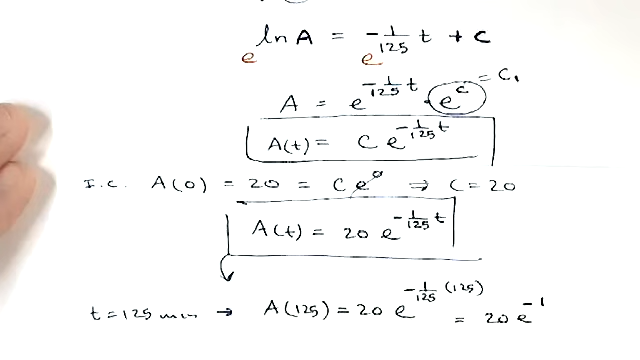 e^{ln A} = e^{-1/125 t + c}
A = e^{-1/125 t} · e^c = C₁
A(t) = C e^{-1/125 t}
I.C. A(0) = 20 = C e^0 ⇒ C = 20
A(t) = 20 e^{-1/125 t}
t = 125 min → A(125) = 20 e^{-1/125 (125)} = 20 e^{-1}